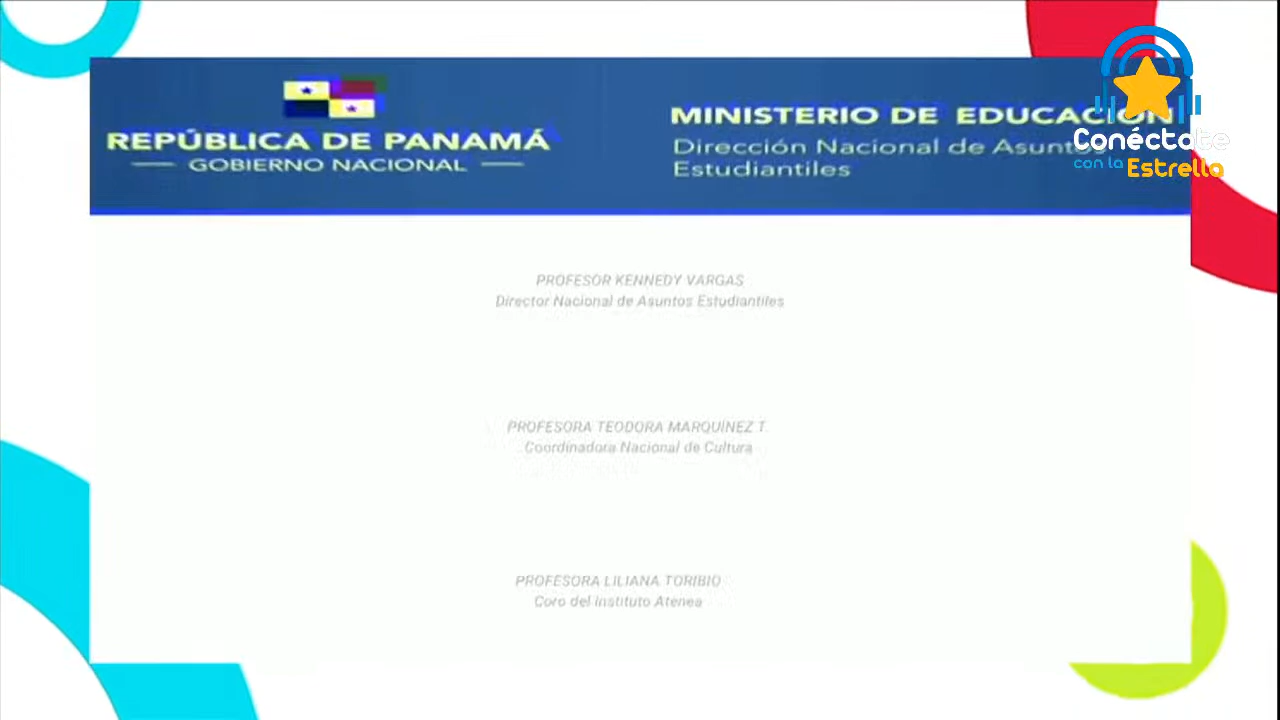 REPÚBLICA DE PANAMÁ
GOBIERNO NACIONAL
MINISTERIO DE EDUCACIÓN
Dirección Nacional de Asuntos
Estudiantiles
Conéctate
con la Estrella
PROFESOR KENNEDY VARGAS
Director Nacional de Asuntos Estudiantiles
PROFESORA TEODORA MARQUÍNEZ T.
Coordinadora Nacional de Cultura
PROFESORA LILIANA TORIBIO
Coro del Instituto Atenea